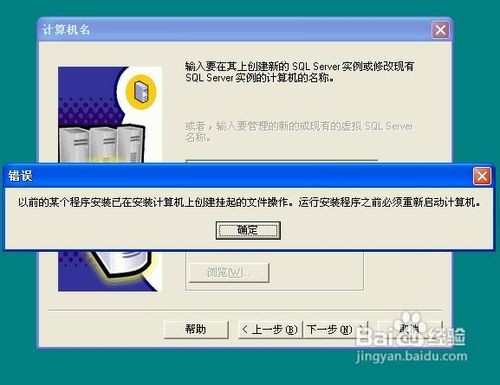 计算机名
输入要在其上创建新的 SQL Server 实例或修改现有
SQL Server 实例的计算机的名称。
或者，输入要管理的新的或现有的虚拟 SQL Server
名称。
错误
以前的某个程序安装已在安装计算机上创建挂起的文件操作。运行安装程序之前必须重新启动计算机。
确定
浏览(W)...
帮助
< 上一步(B)
下一步(N) >
取消
Baidu 经验
jingyan.baidu.com